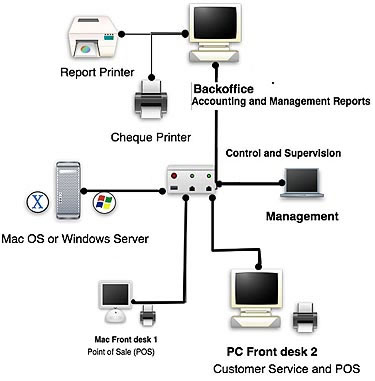 Report Printer
Cheque Printer
Backoffice
Accounting and Management Reports
Control and Supervision
Management
X
Mac OS or Windows Server
Mac Front desk 1
Point of Sale (POS)
PC Front desk 2
Customer Service and POS